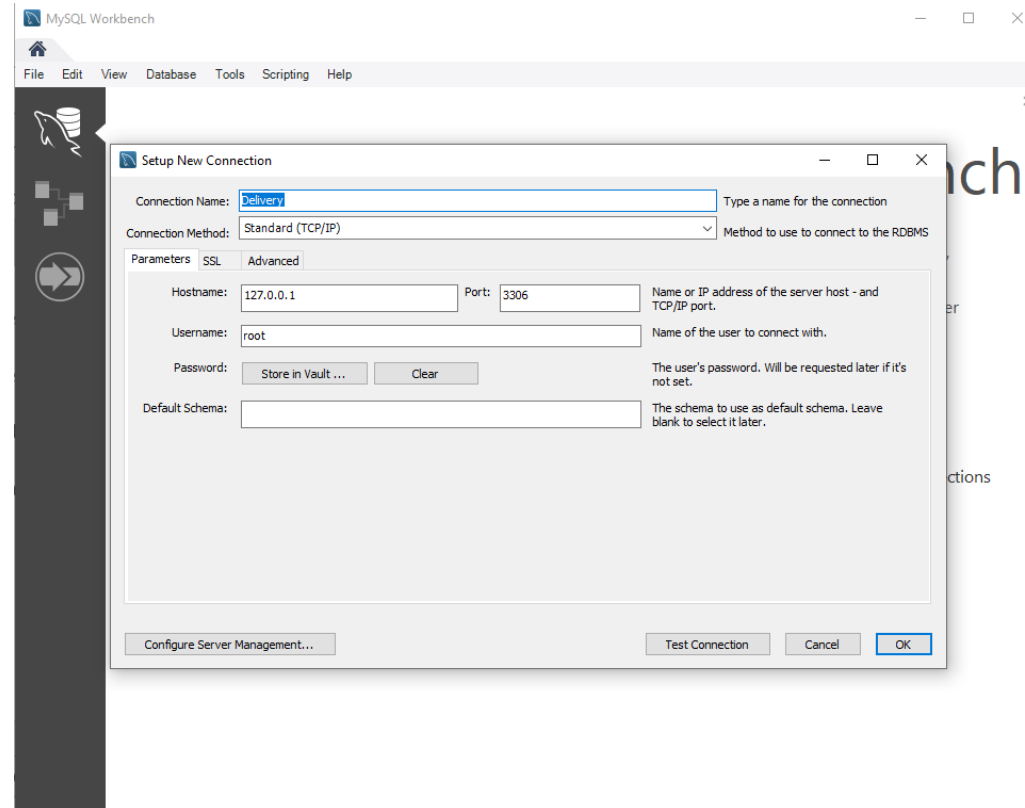 MySQL Workbench
File Edit View Database Tools Scripting Help
Setup New Connection
Connection Name: Delivery Type a name for the connection
Connection Method: Standard (TCP/IP) Method to use to connect to the RDBMS
Parameters SSL Advanced
Hostname: 127.0.0.1 Port: 3306 Name or IP address of the server host - and
TCP/IP port.
Username: root Name of the user to connect with.
Password: Store in Vault ... Clear The user's password. Will be requested later if it's
not set.
Default Schema: The schema to use as default schema. Leave
blank to select it later.
Configure Server Management... Test Connection Cancel OK
nch
er
ctions